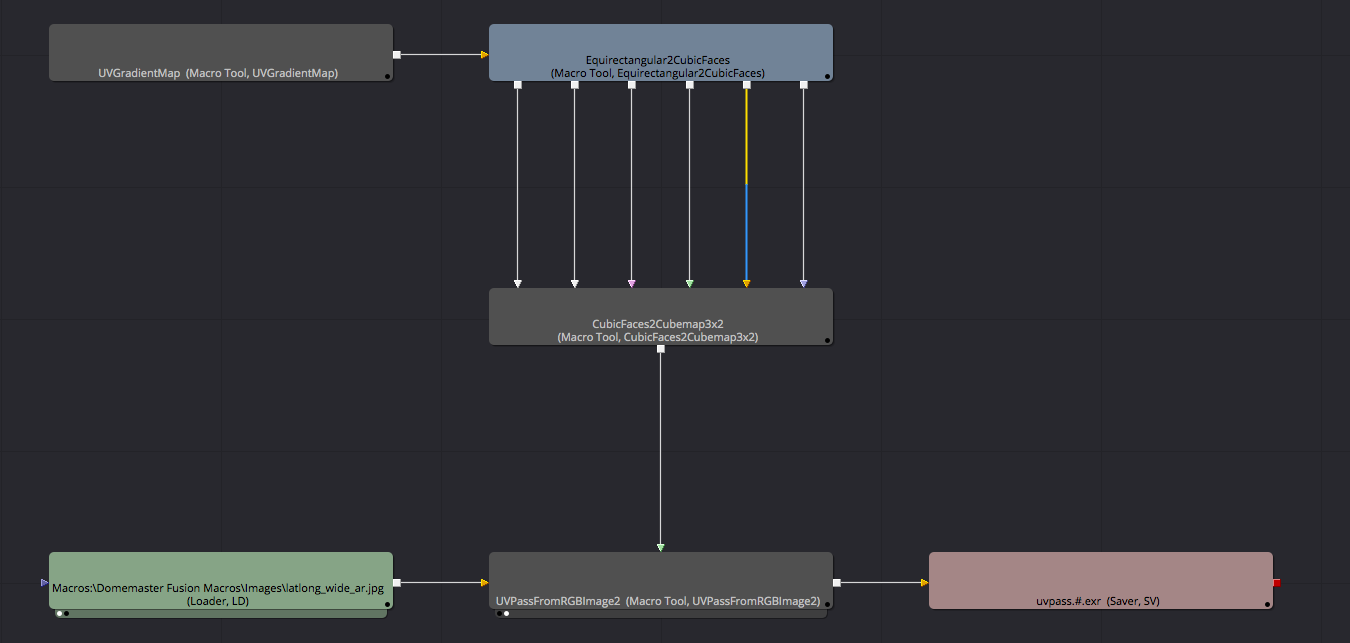 UVGradientMap (Macro Tool, UVGradientMap)
Equirectangular2CubicFaces
(Macro Tool, Equirectangular2CubicFaces)
CubicFaces2Cubemap3x2
(Macro Tool, CubicFaces2Cubemap3x2)
Macros:\Domemaster Fusion Macros\Images\latlong_wide_ar.jpg
(Loader, LD)
UVPassFromRGBImage2 (Macro Tool, UVPassFromRGBImage2)
uvpass.#.exr (Saver, SV)